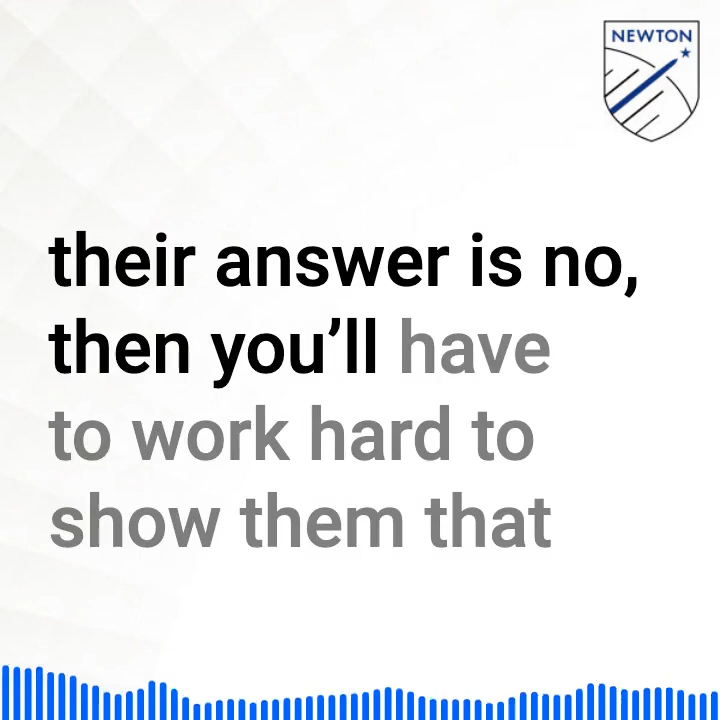 NEWTON
their answer is no,
then you’ll have
to work hard to
show them that